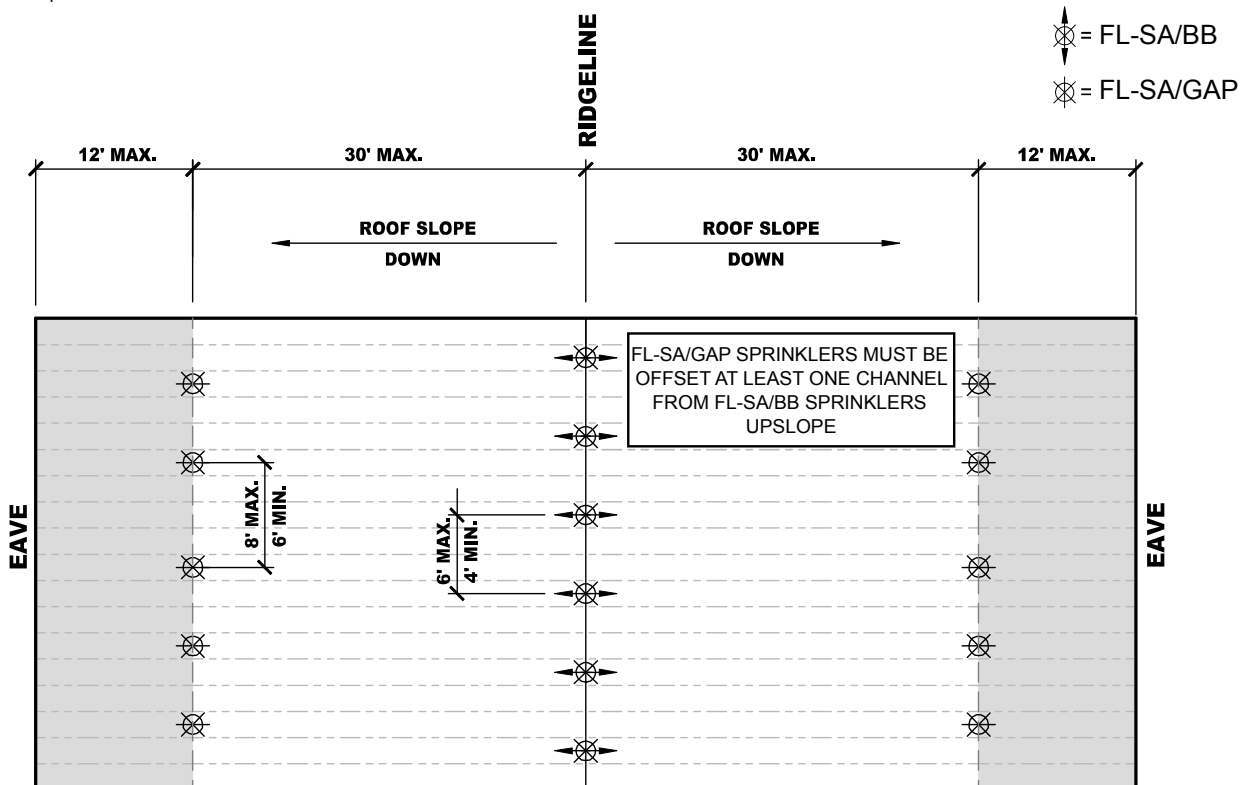 = FL-SA/BB
= FL-SA/GAP
RIDGELINE
12' MAX.
30' MAX.
30' MAX.
12' MAX.
ROOF SLOPE
DOWN
ROOF SLOPE
DOWN
FL-SA/GAP SPRINKLERS MUST BE
OFFSET AT LEAST ONE CHANNEL
FROM FL-SA/BB SPRINKLERS
UPSLOPE
EAVE
8' MAX.
6' MIN.
6' MAX.
4' MIN.
EAVE